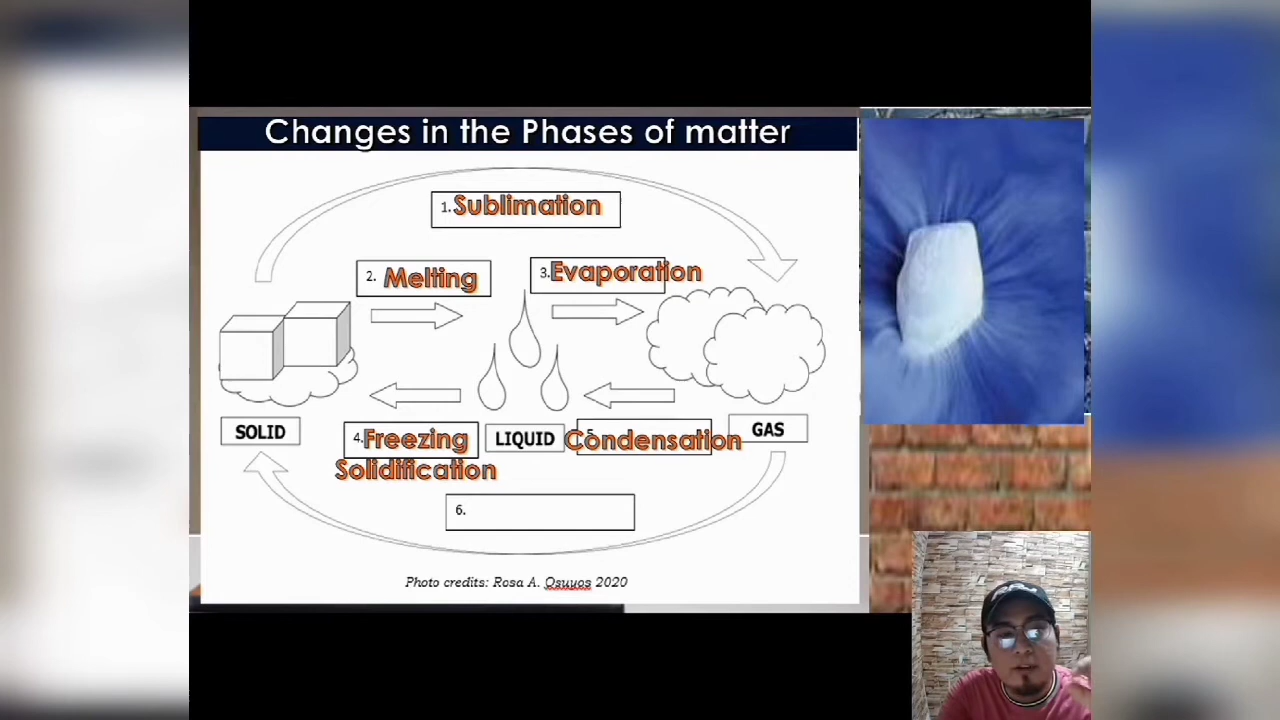 Changes in the Phases of matter
1. Sublimation
2. Melting
3. Evaporation
SOLID
4. Freezing
Solidification
LIQUID
5. Condensation
GAS
6.
Photo credits: Rosa A. Osuyos 2020